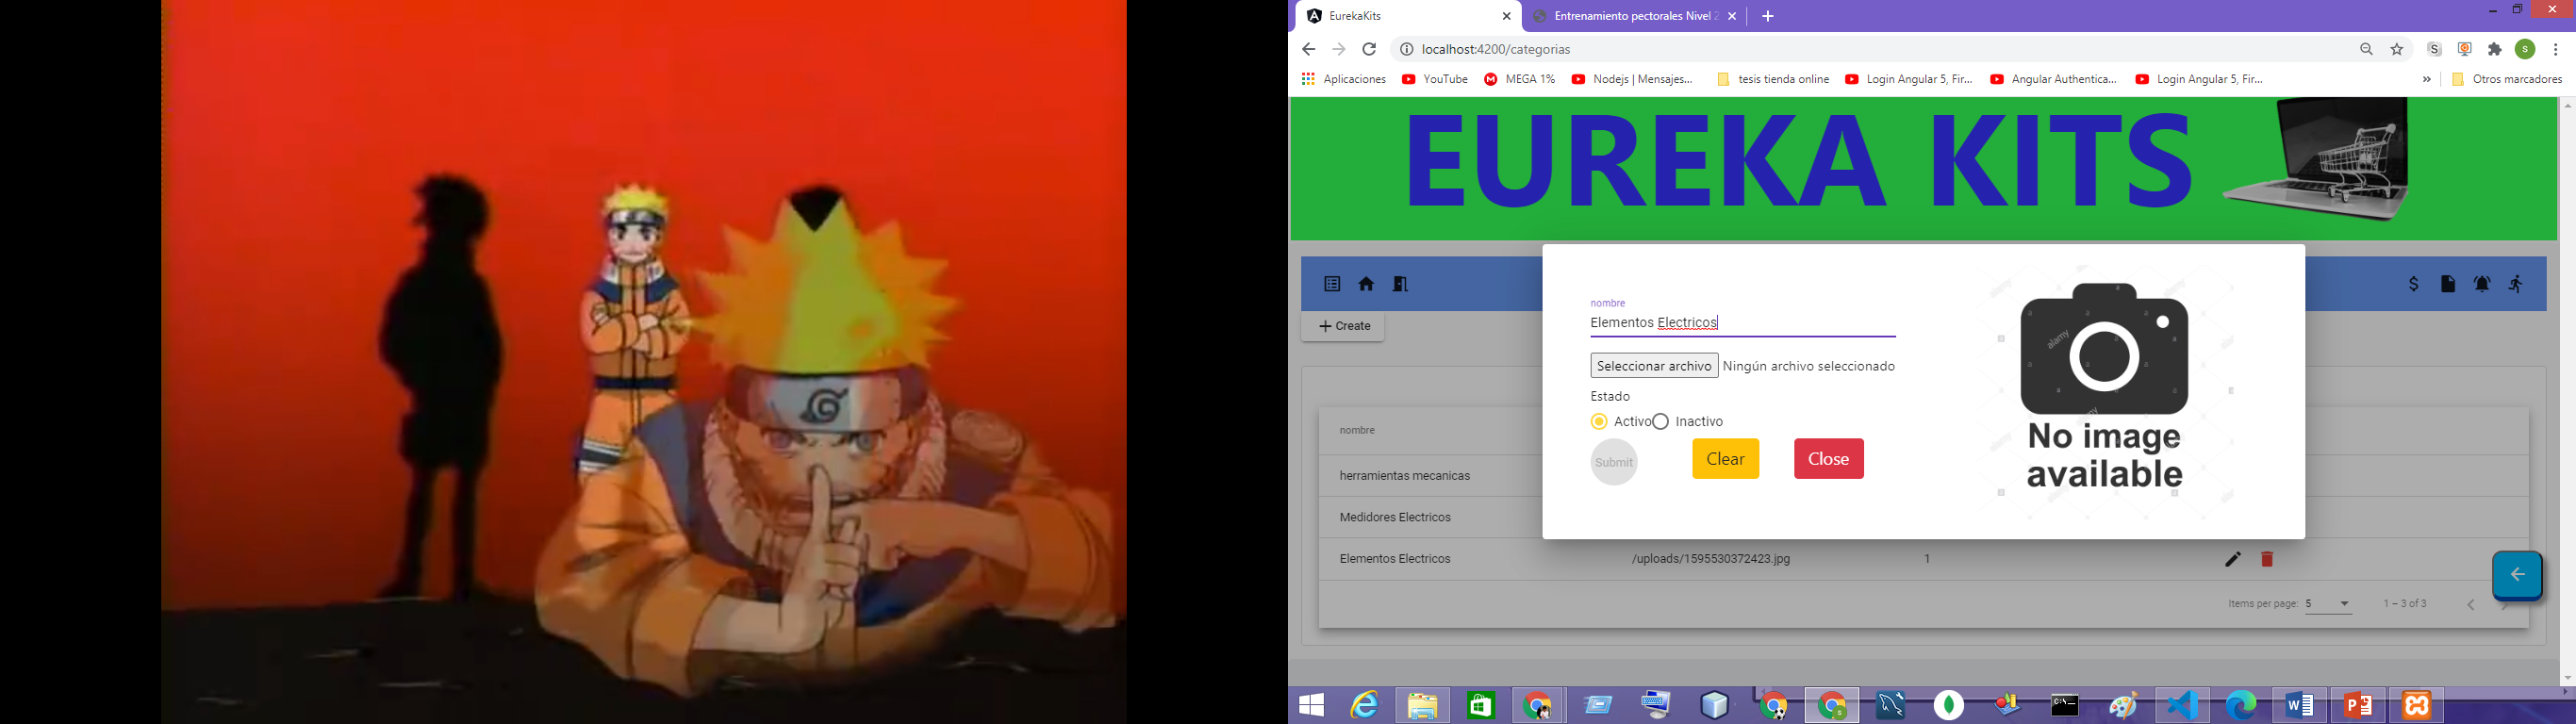 EurekaKits
Entrenamiento pectorales Nivel 2
localhost:4200/categorias
Aplicaciones
YouTube
MEGA 1%
Nodejs | Mensajes...
tesis tienda online
Login Angular 5, Fir...
Angular Authentica...
Login Angular 5, Fir...
»
Otros marcadores
EUREKA KITS
+ Create
nombre
Elementos Electricos
Seleccionar archivo Ningún archivo seleccionado
Estado
Activo Inactivo
Submit
Clear
Close
alamy
No image
available
nombre
herramientas mecanicas
Medidores Electricos
Elementos Electricos /uploads/1595530372423.jpg 1
Items per page: 5 1 – 3 of 3